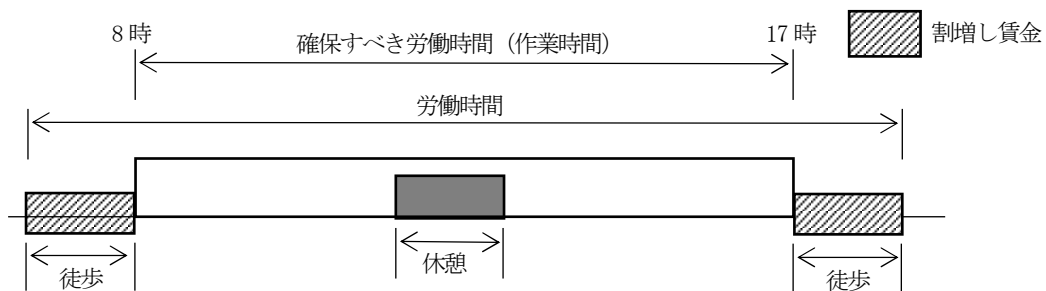 8時
確保すべき労働時間（作業時間）
17時
割増し賃金
労働時間
徒歩
休憩
徒歩